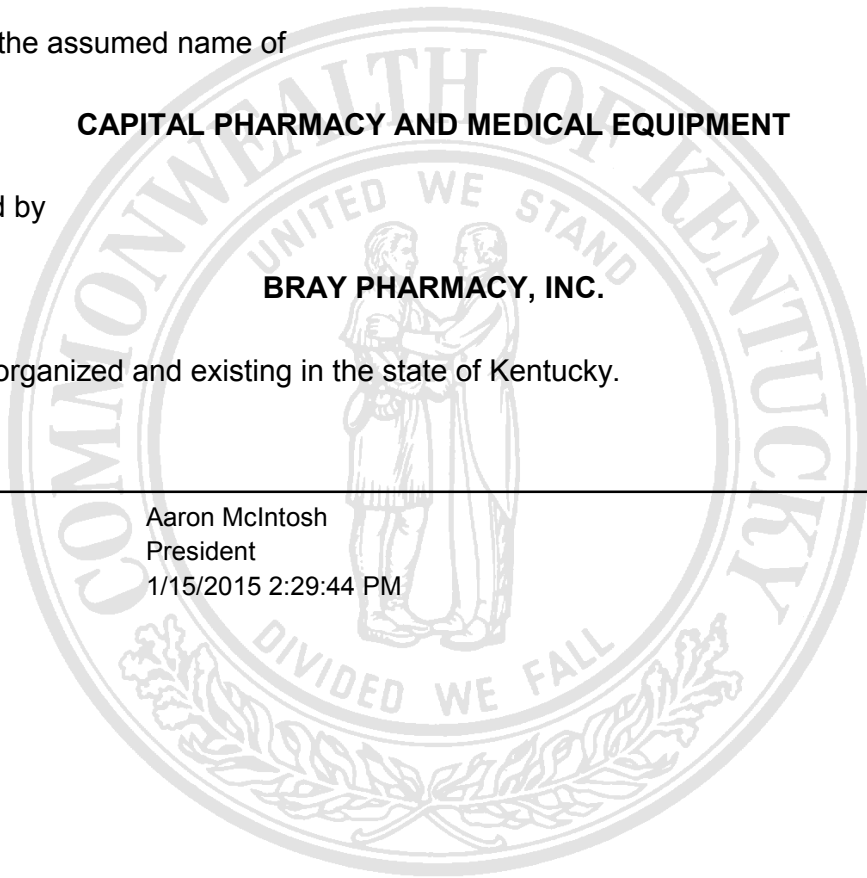 the assumed name of
CAPITAL PHARMACY AND MEDICAL EQUIPMENT
by
BRAY PHARMACY, INC.
organized and existing in the state of Kentucky.
Aaron McIntosh
President
1/15/2015 2:29:44 PM
COMMONWEALTH OF KENTUCKY
UNITED WE STAND
DIVIDED WE FALL